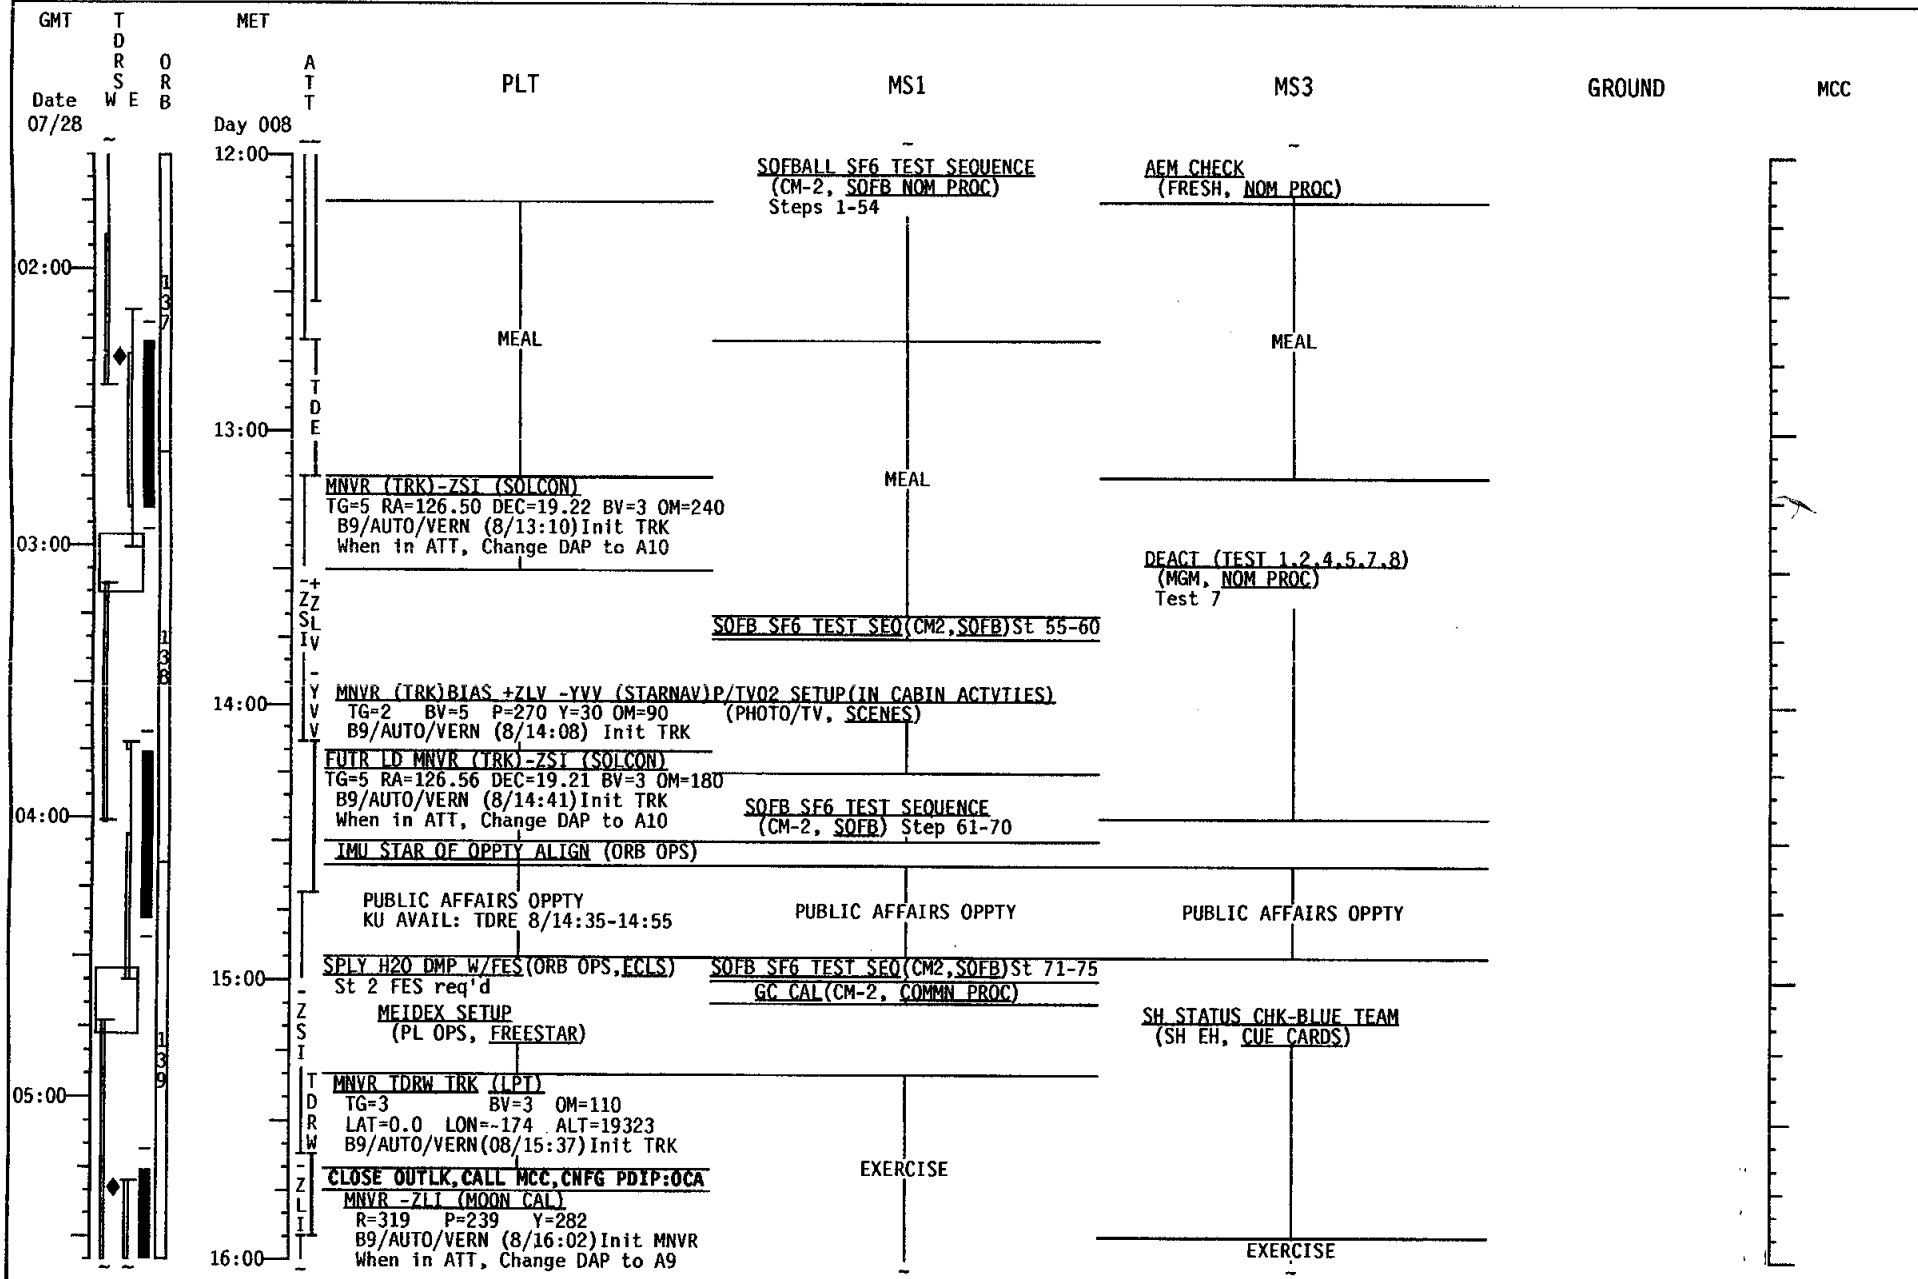 GMT
TDRS
W E
ORB
MET
ATT
PLT
MS1
MS3
GROUND
MCC
Date
07/28
Day 008
12:00
13:00
14:00
15:00
16:00
02:00
03:00
04:00
05:00
137
138
139
TDE
-ZSI
+ZLV
-YVV
-ZSI
TDRW
-ZLI
MEAL
MNVR (TRK)-ZSI (SOLCON)
TG=5 RA=126.50 DEC=19.22 BV=3 OM=240
B9/AUTO/VERN (8/13:10)Init TRK
When in ATT, Change DAP to A10
MNVR (TRK)BIAS +ZLV -YVV (STARNAV)
TG=2 BV=5 P=270 Y=30 OM=90
B9/AUTO/VERN (8/14:08) Init TRK
FUTR LD MNVR (TRK)-ZSI (SOLCON)
TG=5 RA=126.56 DEC=19.21 BV=3 OM=180
B9/AUTO/VERN (8/14:41)Init TRK
When in ATT, Change DAP to A10
IMU STAR OF OPPTY ALIGN (ORB OPS)
PUBLIC AFFAIRS OPPTY
KU AVAIL: TDRE 8/14:35-14:55
SPLY H2O DMP W/FES(ORB OPS,ECLS)
St 2 FES req'd
MEIDEX SETUP
(PL OPS, FREESTAR)
MNVR TDRW TRK (LPT)
TG=3 BV=3 OM=110
LAT=0.0 LON=-174 ALT=19323
B9/AUTO/VERN(08/15:37)Init TRK
CLOSE OUTLK,CALL MCC,CNFG PDIP:OCA
MNVR -ZLI (MOON CAL)
R=319 P=239 Y=282
B9/AUTO/VERN (8/16:02)Init MNVR
When in ATT, Change DAP to A9
SOFBALL SF6 TEST SEQUENCE
(CM-2, SOFB NOM PROC)
Steps 1-54
MEAL
SOFB SF6 TEST SEQ(CM2,SOFB)St 55-60
P/TV02 SETUP(IN CABIN ACTVTIES)
(PHOTO/TV, SCENES)
SOFB SF6 TEST SEQUENCE
(CM-2, SOFB) Step 61-70
PUBLIC AFFAIRS OPPTY
SOFB SF6 TEST SEQ(CM2,SOFB)St 71-75
GC CAL(CM-2, COMMN PROC)
EXERCISE
AEM CHECK
(FRESH, NOM PROC)
MEAL
DEACT (TEST 1,2,4,5,7,8)
(MGM, NOM PROC)
Test 7
PUBLIC AFFAIRS OPPTY
SH STATUS CHK-BLUE TEAM
(SH EH, CUE CARDS)
EXERCISE